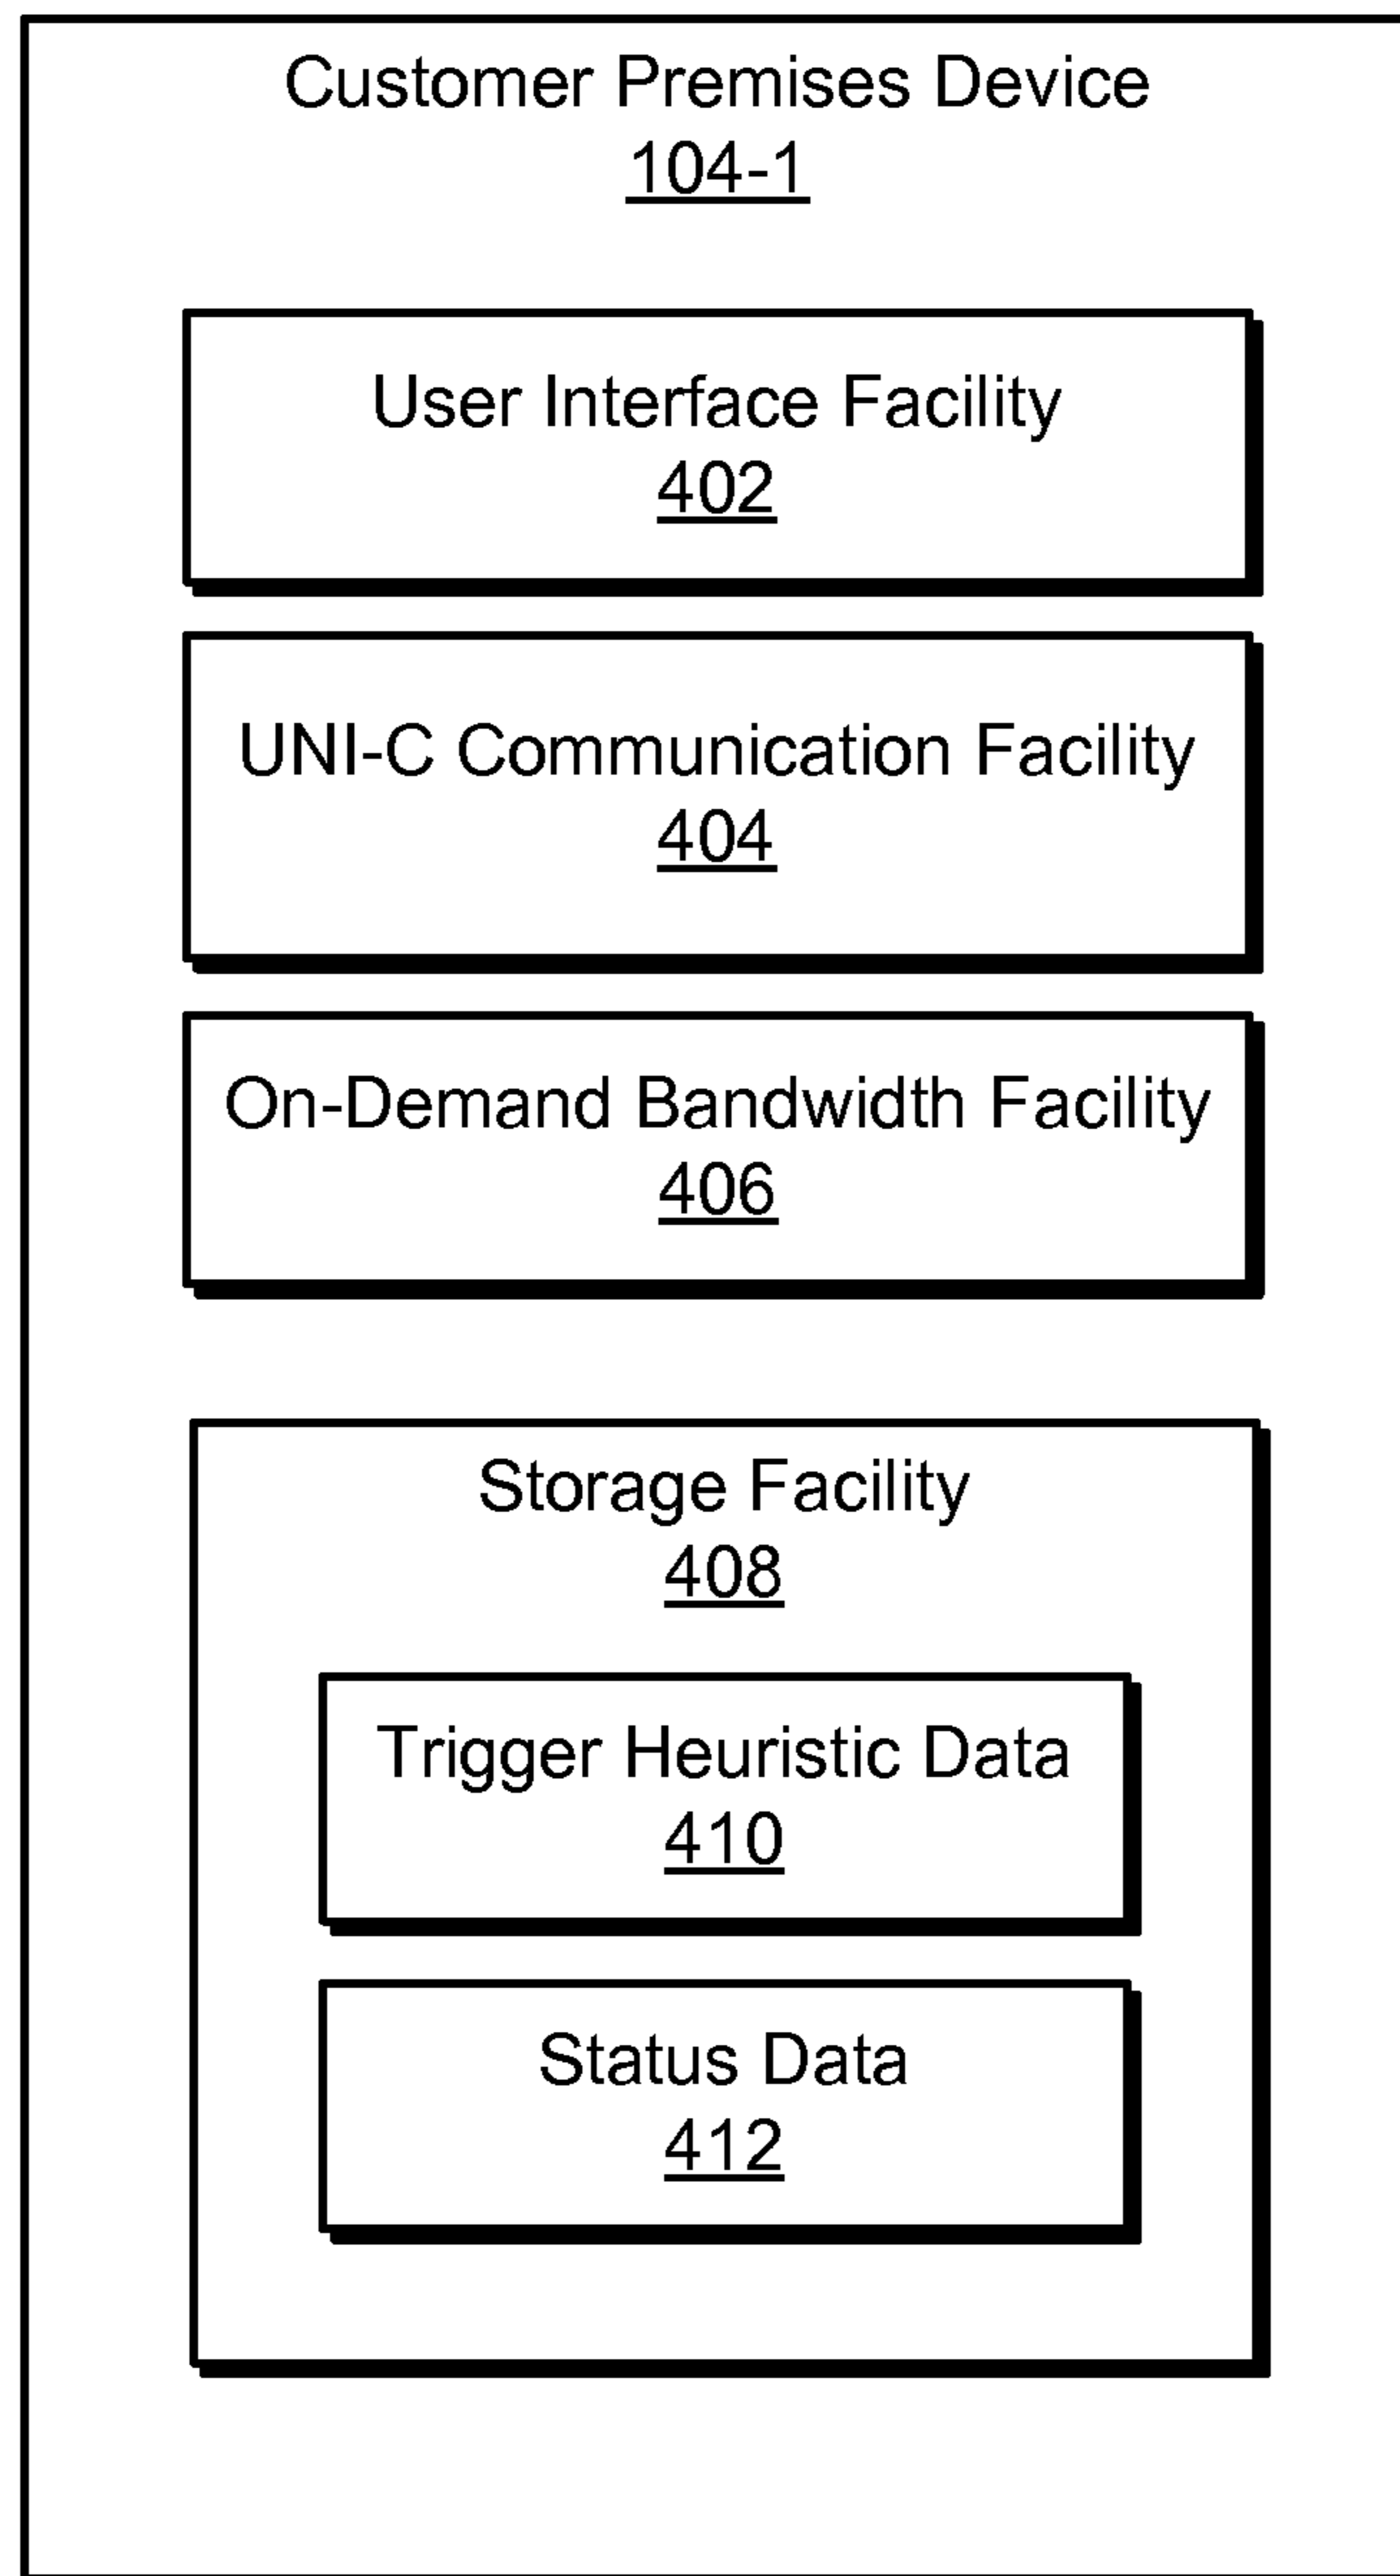 Customer Premises Device
104-1
User Interface Facility
402
UNI-C Communication Facility
404
On-Demand Bandwidth Facility
406
Storage Facility
408
Trigger Heuristic Data
410
Status Data
412